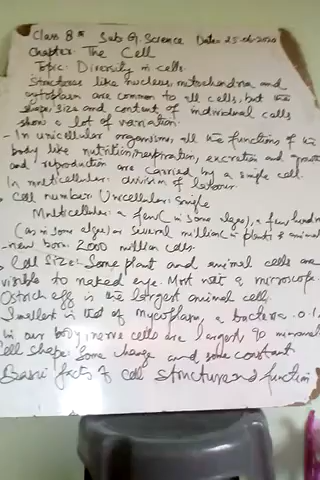 Class 8th Sub G. Science Date: 25-06-2020
Chapter: The Cell
Topic: Diversity in cells.
Structures like nucleus, mitochondria and
cytoplasm are common to all cells, but the
shape, size and content of individual cells
show a lot of variation.
- In unicellular organisms, all the functions of the
body like nutrition, respiration, excretion and growth
and reproduction are carried by a single cell.
In multicellular: division of labour
Cell number: Unicellular: single
Multicellular: a few (in some algae), a few hundred
(as in some algae) or several million (in plants & animals
- new born: 2000 million cells.
Cell Size: Some plant and animal cells are
visible to naked eye. Most need a microscope.
Ostrich egg is the largest animal cell.
Smallest is that of mycoplasm, a bacteria. 0.1
In our body, nerve cells are largest, 90
Cell shape: Some change and some constant
Basic facts of cell structure and function